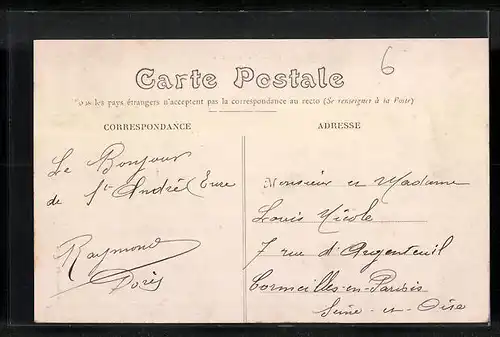 6
Carte Postale
Tous les pays étrangers n'acceptent pas la correspondance au recto (Se renseigner à la Poste)
CORRESPONDANCE
Le Bonjour
de St André (Eure
Raymond
Doris
ADRESSE
Monsieur et Madame
Louis Nicole
7 rue d'Argenteuil
Cormeilles-en-Parisis
Seine-et-Oise